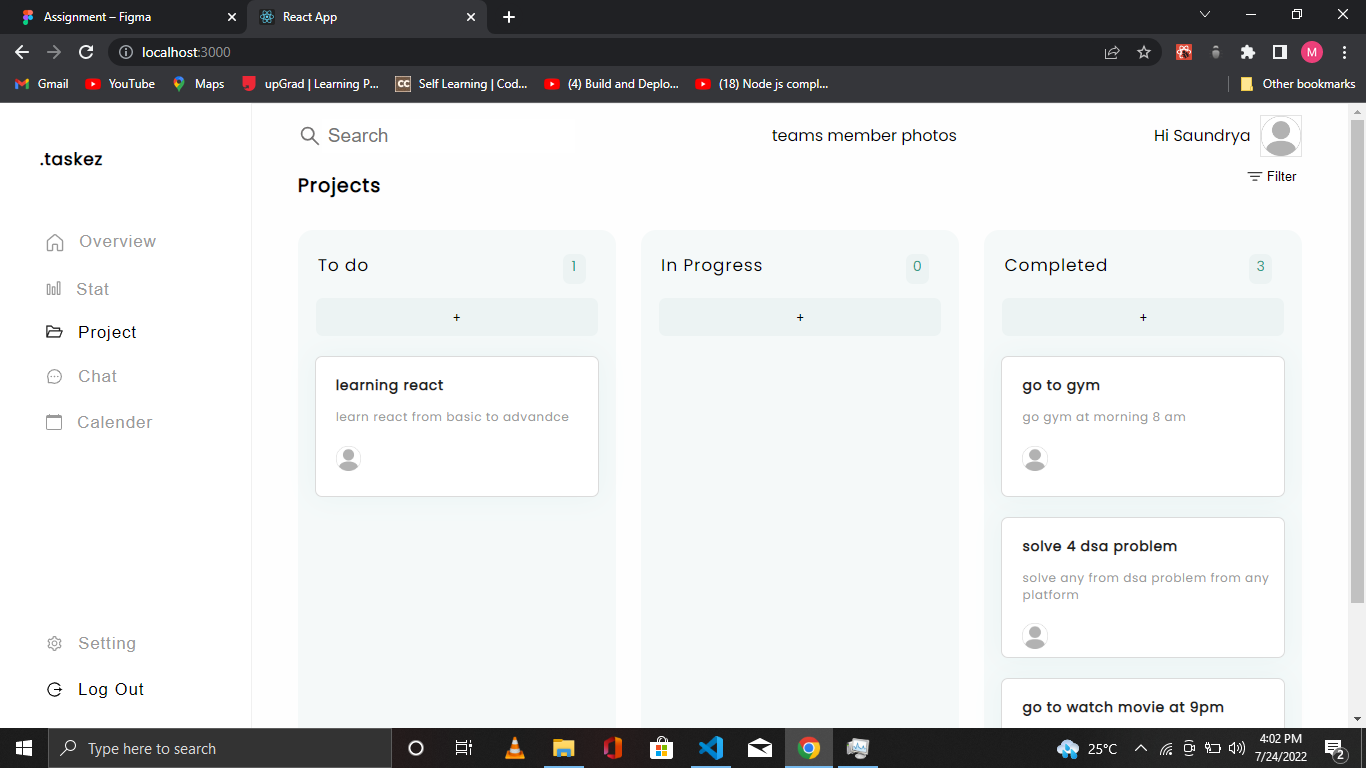 Assignment – Figma
React App
localhost:3000
Gmail
YouTube
Maps
upGrad | Learning P...
CC
Self Learning | Cod...
(4) Build and Deplo...
(18) Node js compl...
Other bookmarks
M
.taskez
Search
teams member photos
Hi Saundrya
Projects
Filter
Overview
Stat
Project
Chat
Calender
Setting
Log Out
To do
1
+
learning react
learn react from basic to advandce
In Progress
0
+
Completed
3
+
go to gym
go gym at morning 8 am
solve 4 dsa problem
solve any from dsa problem from any
platform
go to watch movie at 9pm
Type here to search
25°C
4:02 PM
7/24/2022
2